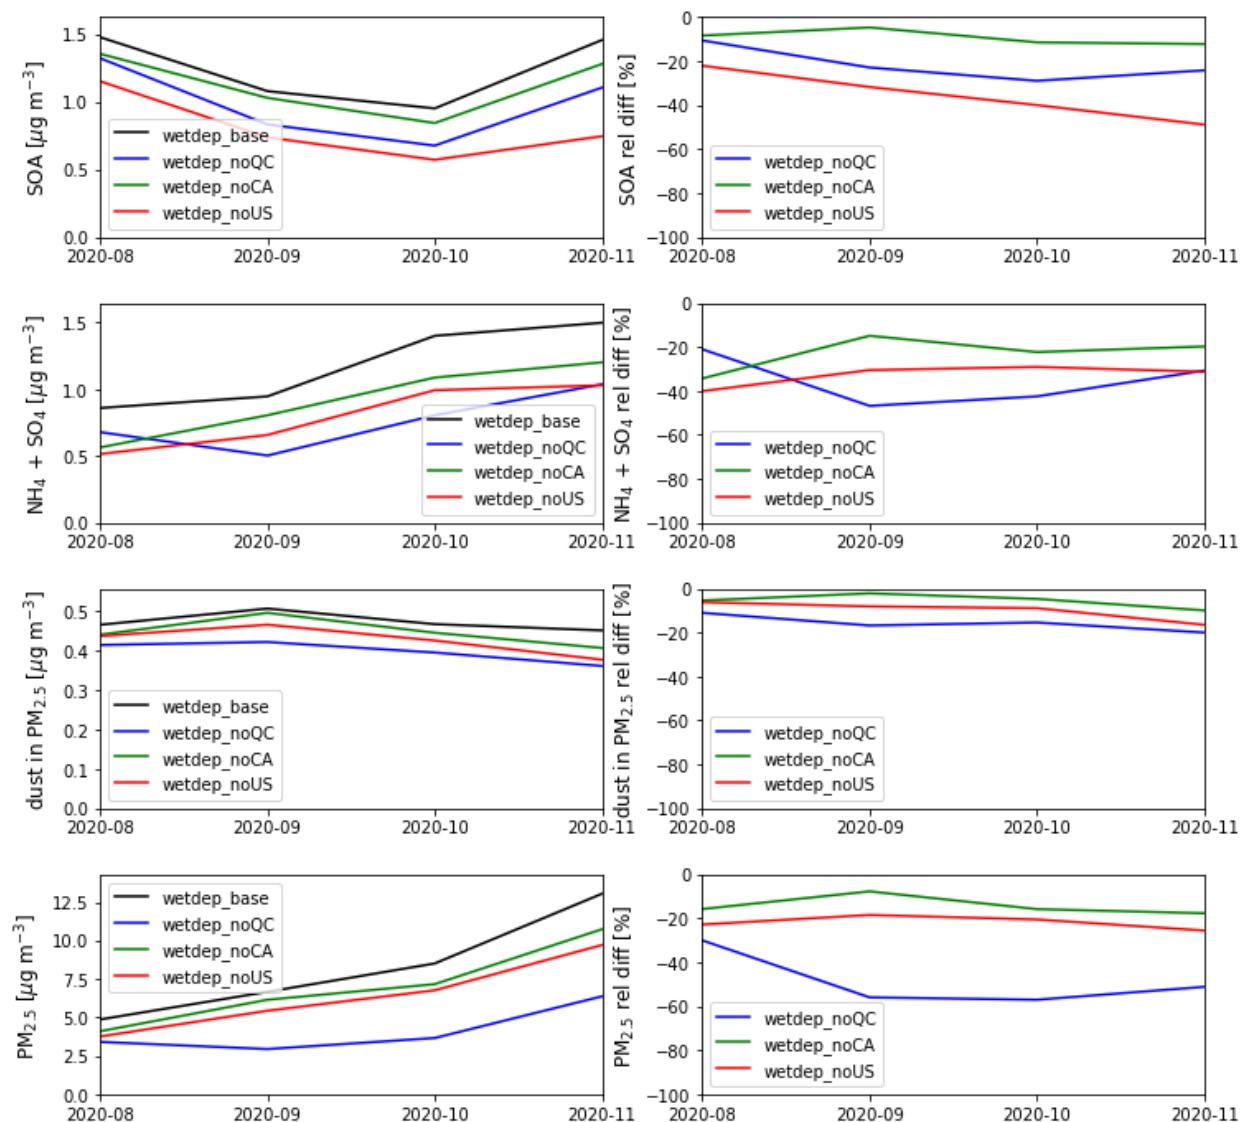 SOA [μg m⁻³]
1.5
1.0
0.5
0.0
wetdep_base
wetdep_noQC
wetdep_noCA
wetdep_noUS
2020-08 2020-09 2020-10 2020-11
SOA rel diff [%]
0
−20
−40
−60
−80
−100
wetdep_noQC
wetdep_noCA
wetdep_noUS
2020-08 2020-09 2020-10 2020-11
NH₄ + SO₄ [μg m⁻³]
1.5
1.0
0.5
0.0
wetdep_base
wetdep_noQC
wetdep_noCA
wetdep_noUS
2020-08 2020-09 2020-10 2020-11
NH₄ + SO₄ rel diff [%]
0
−20
−40
−60
−80
−100
wetdep_noQC
wetdep_noCA
wetdep_noUS
2020-08 2020-09 2020-10 2020-11
dust in PM₂.₅ [μg m⁻³]
0.5
0.4
0.3
0.2
0.1
0.0
wetdep_base
wetdep_noQC
wetdep_noCA
wetdep_noUS
2020-08 2020-09 2020-10 2020-11
dust in PM₂.₅ rel diff [%]
0
−20
−40
−60
−80
−100
wetdep_noQC
wetdep_noCA
wetdep_noUS
2020-08 2020-09 2020-10 2020-11
PM₂.₅ [μg m⁻³]
12.5
10.0
7.5
5.0
2.5
0.0
wetdep_base
wetdep_noQC
wetdep_noCA
wetdep_noUS
2020-08 2020-09 2020-10 2020-11
PM₂.₅ rel diff [%]
0
−20
−40
−60
−80
−100
wetdep_noQC
wetdep_noCA
wetdep_noUS
2020-08 2020-09 2020-10 2020-11